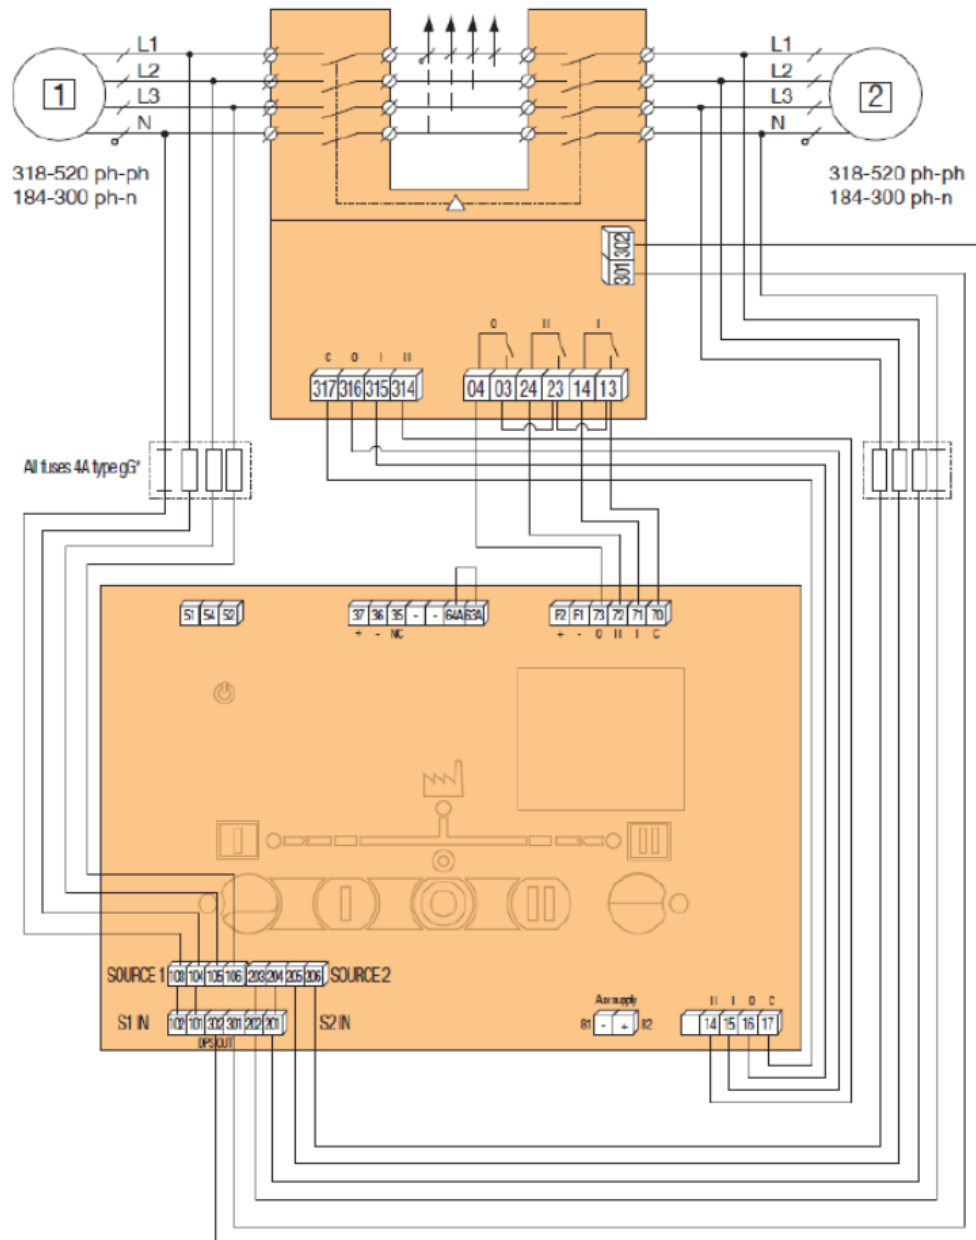 L1 L1
L2 L2
1 L3 L3 2
N N
318-520 ph-ph 318-520 ph-ph
184-300 ph-n 184-300 ph-n
302
301
O II I
C O I II
317 316 315 314 04 03 24 23 14 13
All fuses 4A type gG*
51 54 52 37 36 35 - - 64A 63A F2 F1 73 72 71 70
+ - NC + - O II I C
I II
I II
SOURCE 1 103 104 105 106 203 204 205 206 SOURCE 2
Aux supply II I O C
S1 IN 102 101 302 301 202 201 S2 IN 81 - + 82 14 15 16 17
DPS OUT